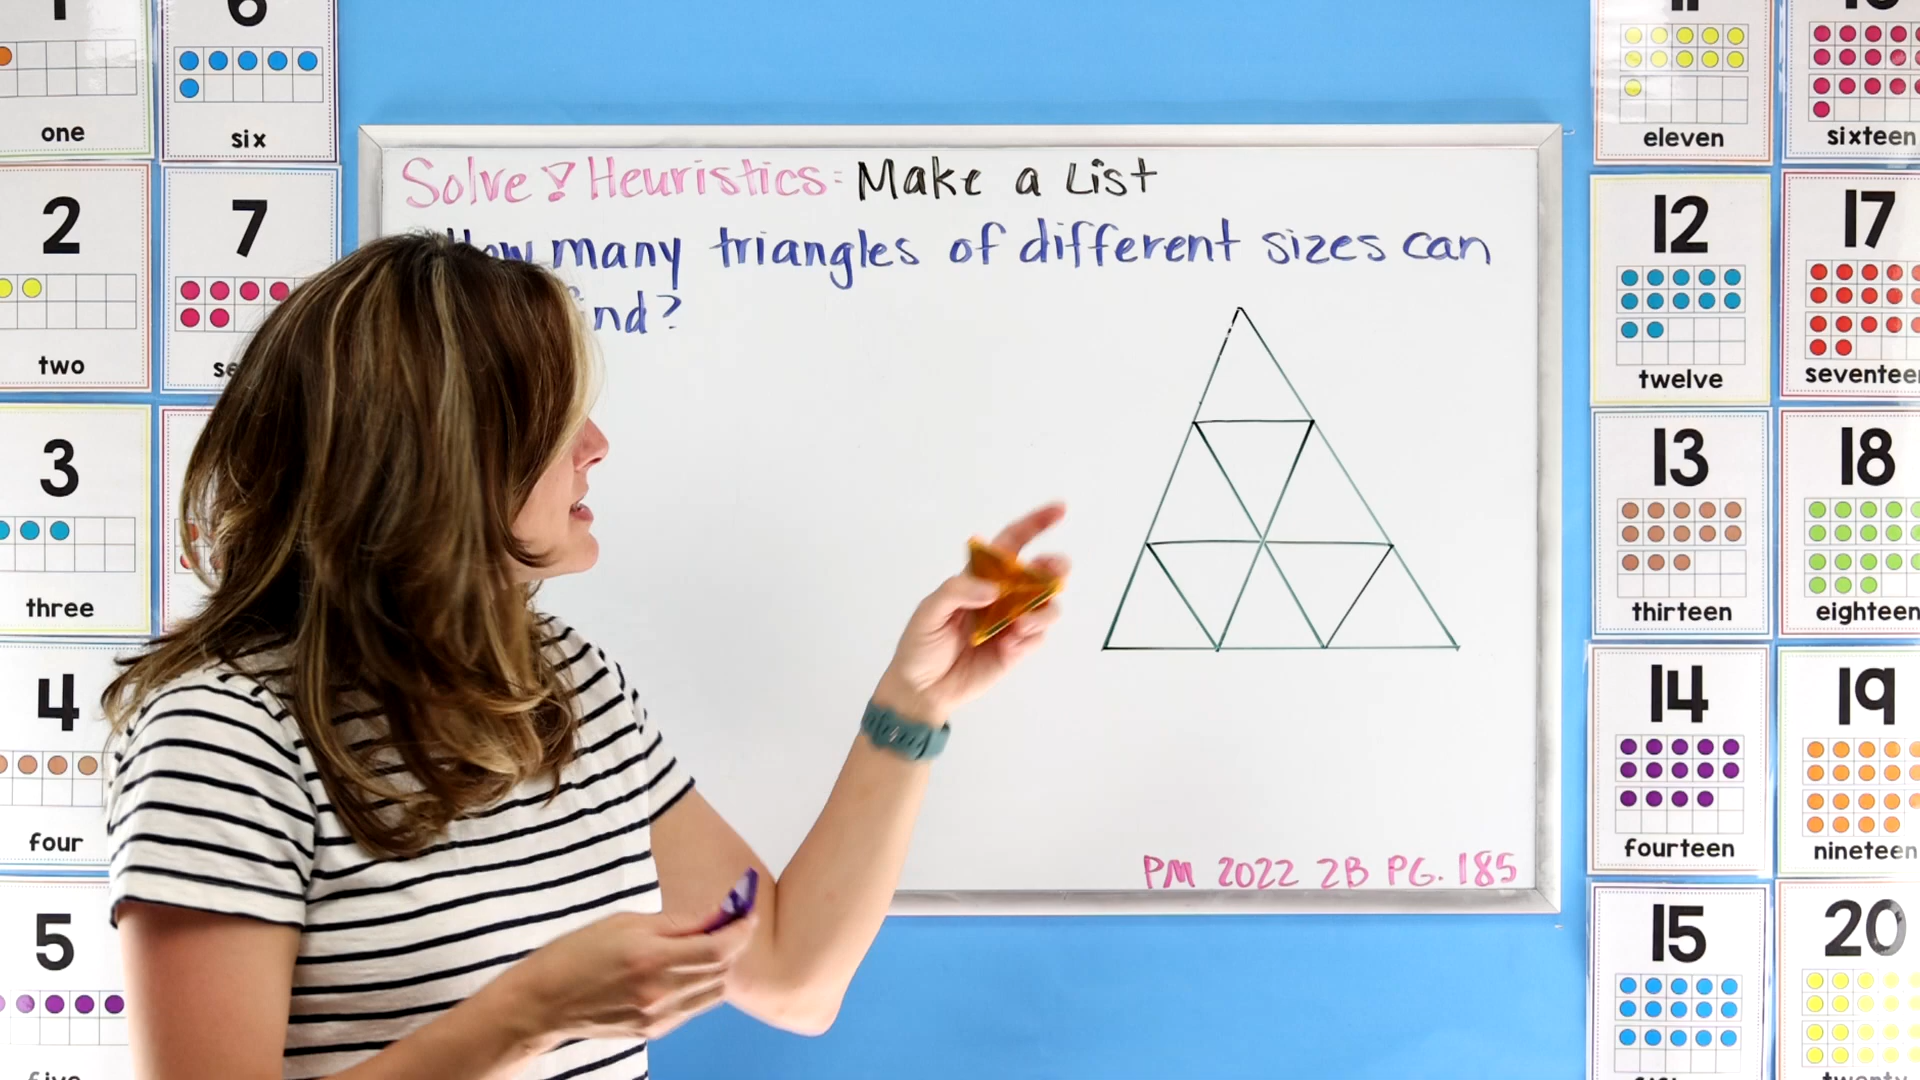 6
one
six
2
7
two
3
three
4
four
5
Solve! Heuristics: Make a List
many triangles of different sizes can
PM 2022 2B PG. 185
eleven
sixteen
12
17
twelve
13
18
thirteen
eighteen
14
19
fourteen
nineteen
15
20